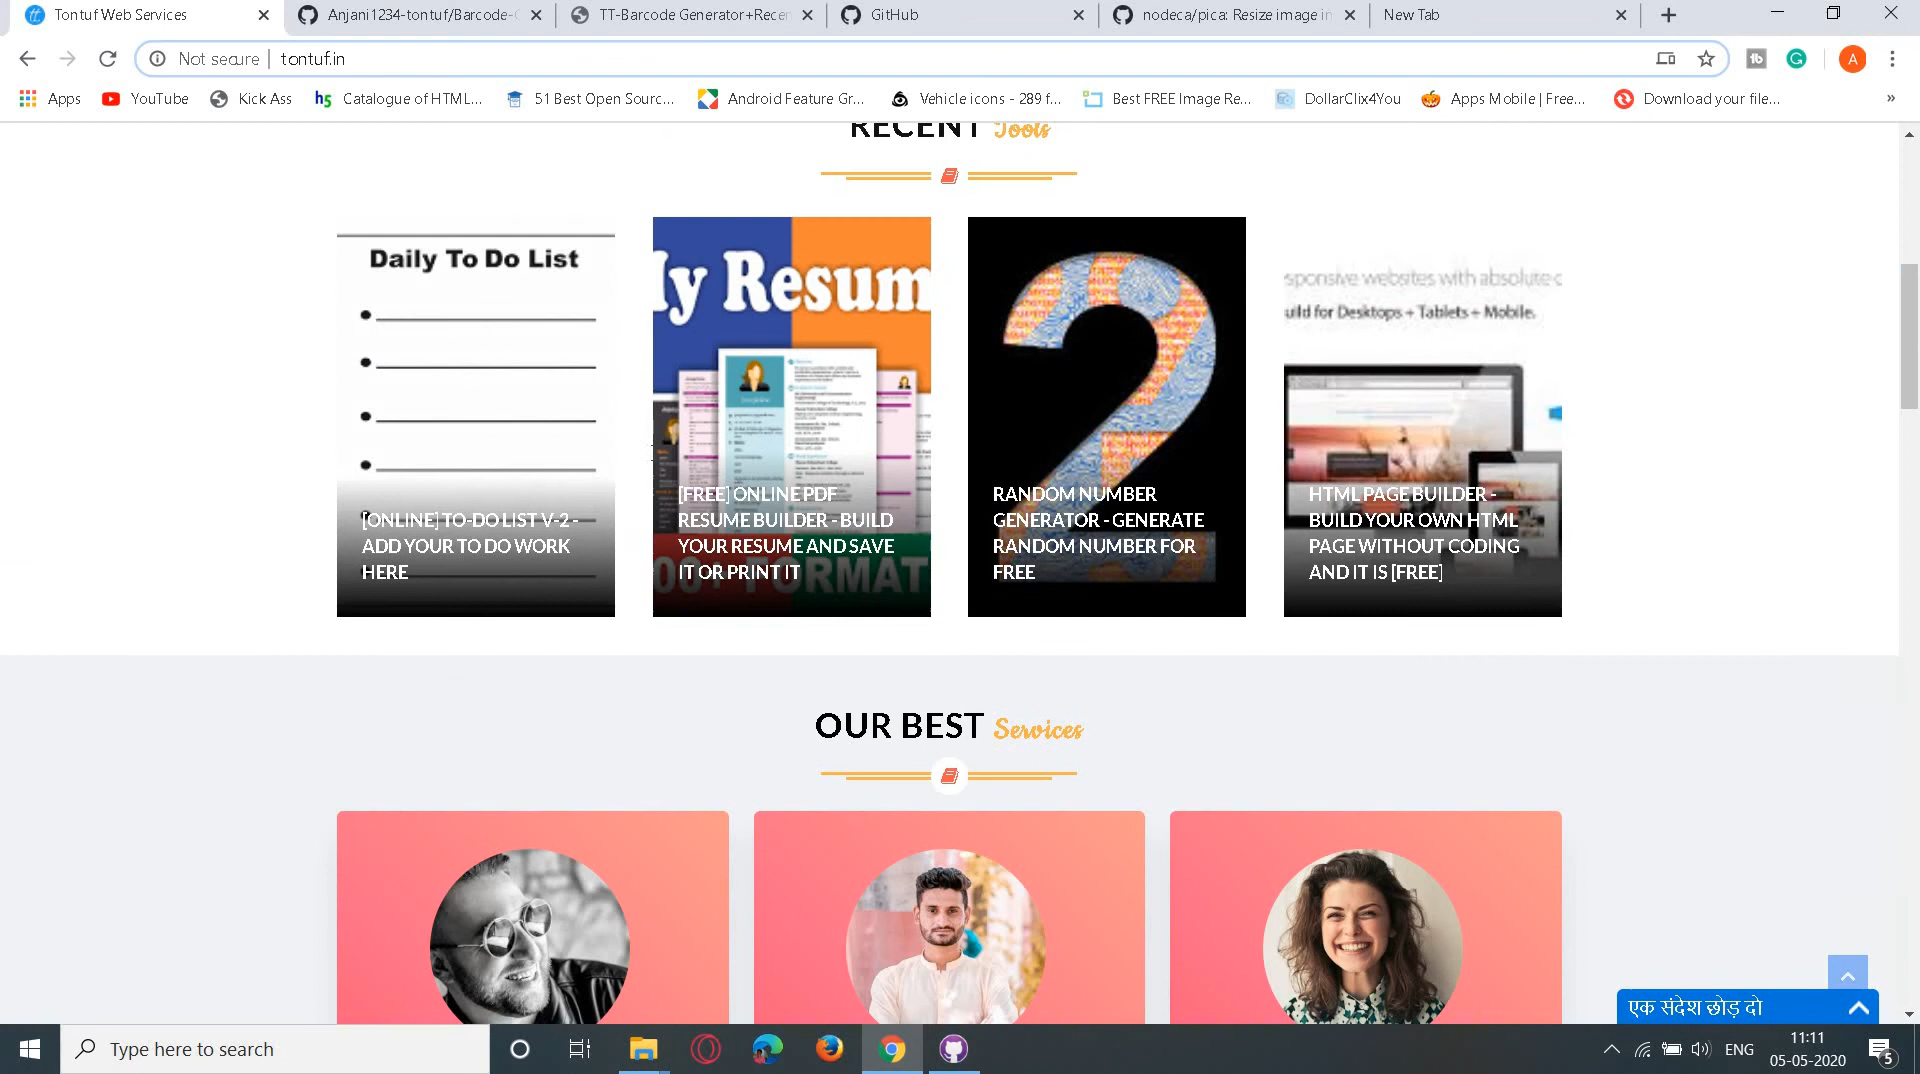 Tontuf Web Services
Anjani1234-tontuf/Barcode-
TT-Barcode Generator+Recen
GitHub
nodeca/pica: Resize image in
New Tab
Not secure | tontuf.in
Apps
YouTube
Kick Ass
Catalogue of HTML...
51 Best Open Sourc...
Android Feature Gr...
Vehicle icons - 289 f...
Best FREE Image Re...
DollarClix4You
Apps Mobile | Free...
Download your file...
RECENT Tools
Daily To Do List
[ONLINE] TO-DO LIST V-2 -
ADD YOUR TO DO WORK
HERE
My Resum
[FREE] ONLINE PDF
RESUME BUILDER - BUILD
YOUR RESUME AND SAVE
IT OR PRINT IT
00+ FORMAT
2
RANDOM NUMBER
GENERATOR - GENERATE
RANDOM NUMBER FOR
FREE
sponsive websites with absolute-c
uild for Desktops + Tablets + Mobile.
HTML PAGE BUILDER -
BUILD YOUR OWN HTML
PAGE WITHOUT CODING
AND IT IS [FREE]
OUR BEST Services
एक संदेश छोड़ दो
Type here to search
ENG
11:11
05-05-2020
5